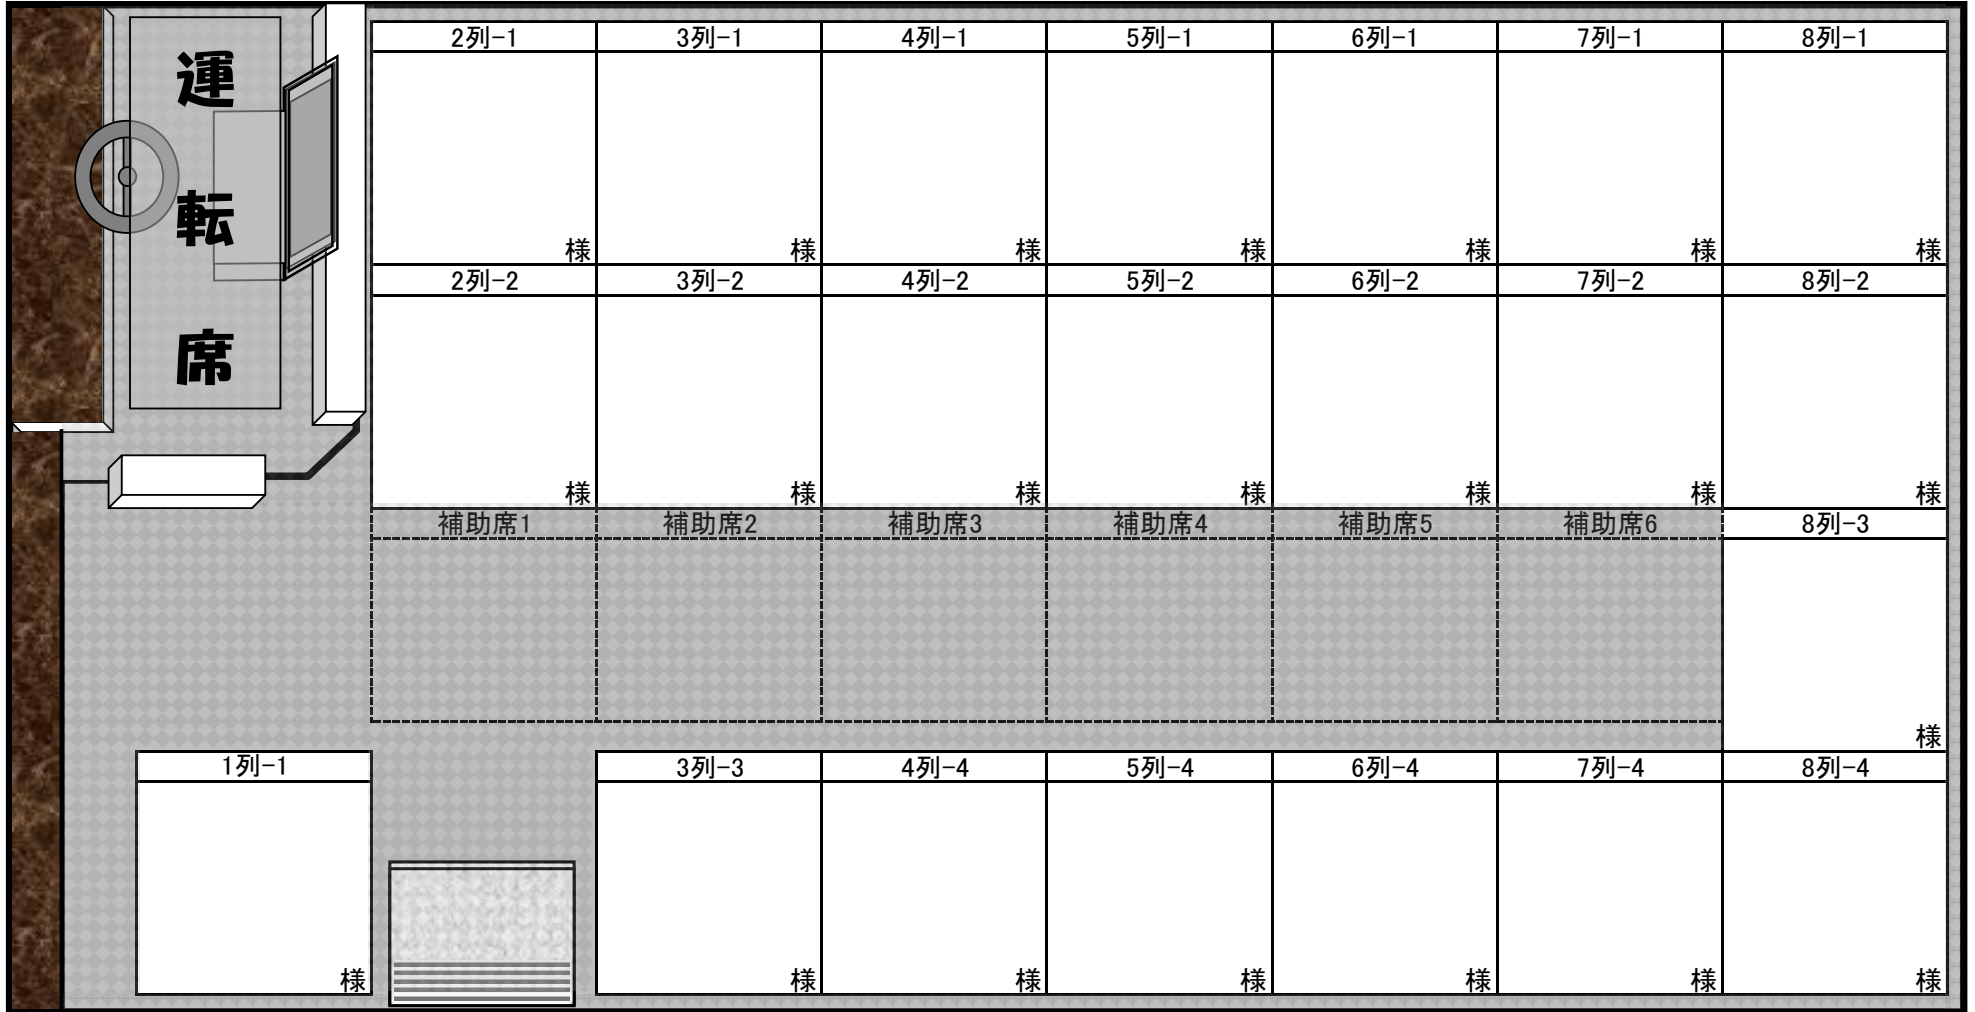 運転席
2列-1 3列-1 4列-1 5列-1 6列-1 7列-1 8列-1
様 様 様 様 様 様 様
2列-2 3列-2 4列-2 5列-2 6列-2 7列-2 8列-2
様 様 様 様 様 様 様
補助席1 補助席2 補助席3 補助席4 補助席5 補助席6 8列-3
様
1列-1 3列-3 4列-4 5列-4 6列-4 7列-4 8列-4
様 様 様 様 様 様 様